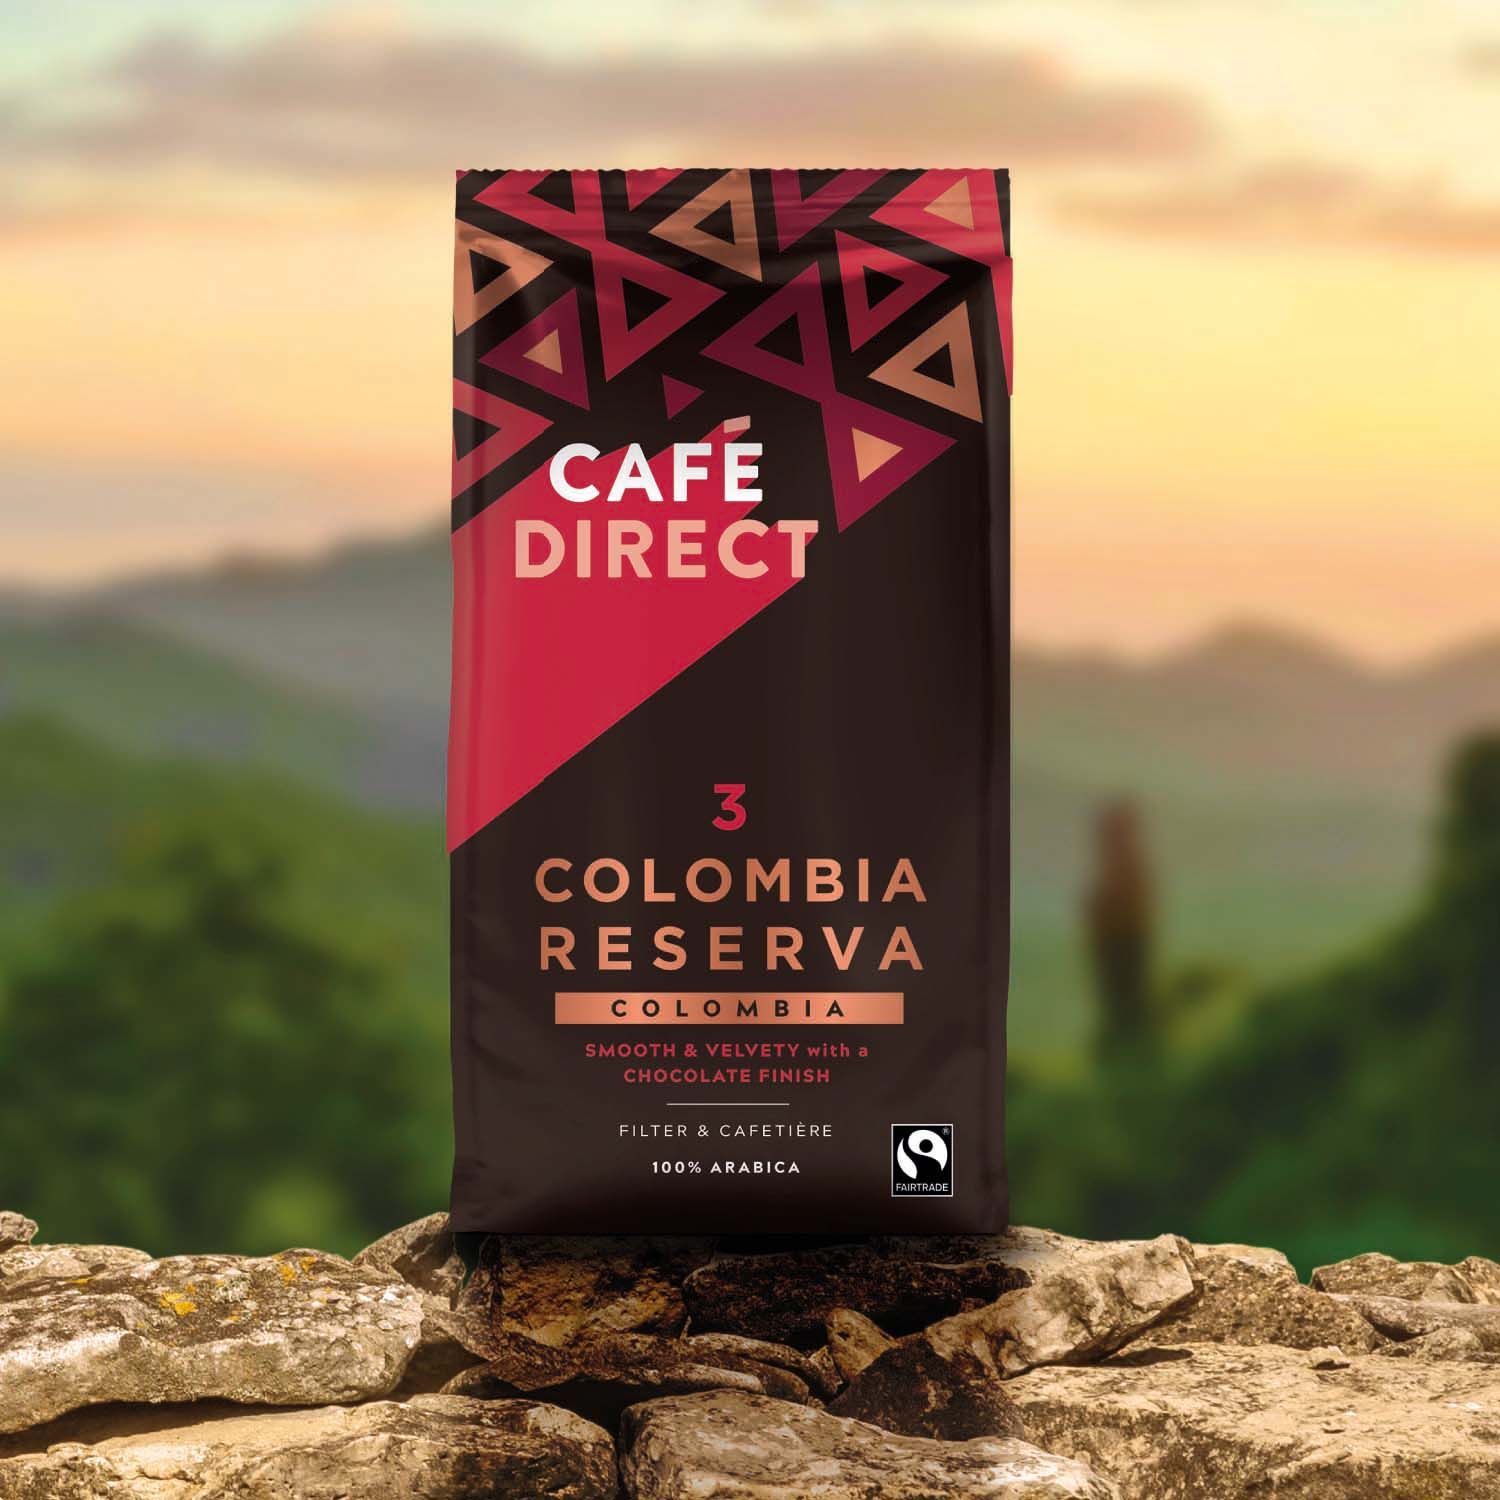 CAFÉ
DIRECT
3
COLOMBIA
RESERVA
COLOMBIA
SMOOTH & VELVETY with a
CHOCOLATE FINISH
FILTER & CAFETIÈRE
100% ARABICA
®
FAIRTRADE